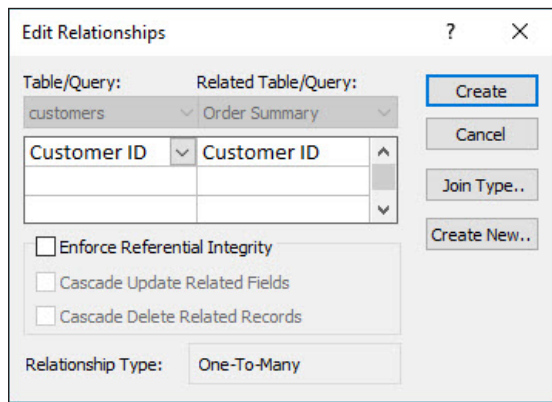 Edit Relationships ?
Table/Query: Related Table/Query:
customers Order Summary
Customer ID Customer ID
Enforce Referential Integrity
Cascade Update Related Fields
Cascade Delete Related Records
Relationship Type: One-To-Many
Create
Cancel
Join Type..
Create New..